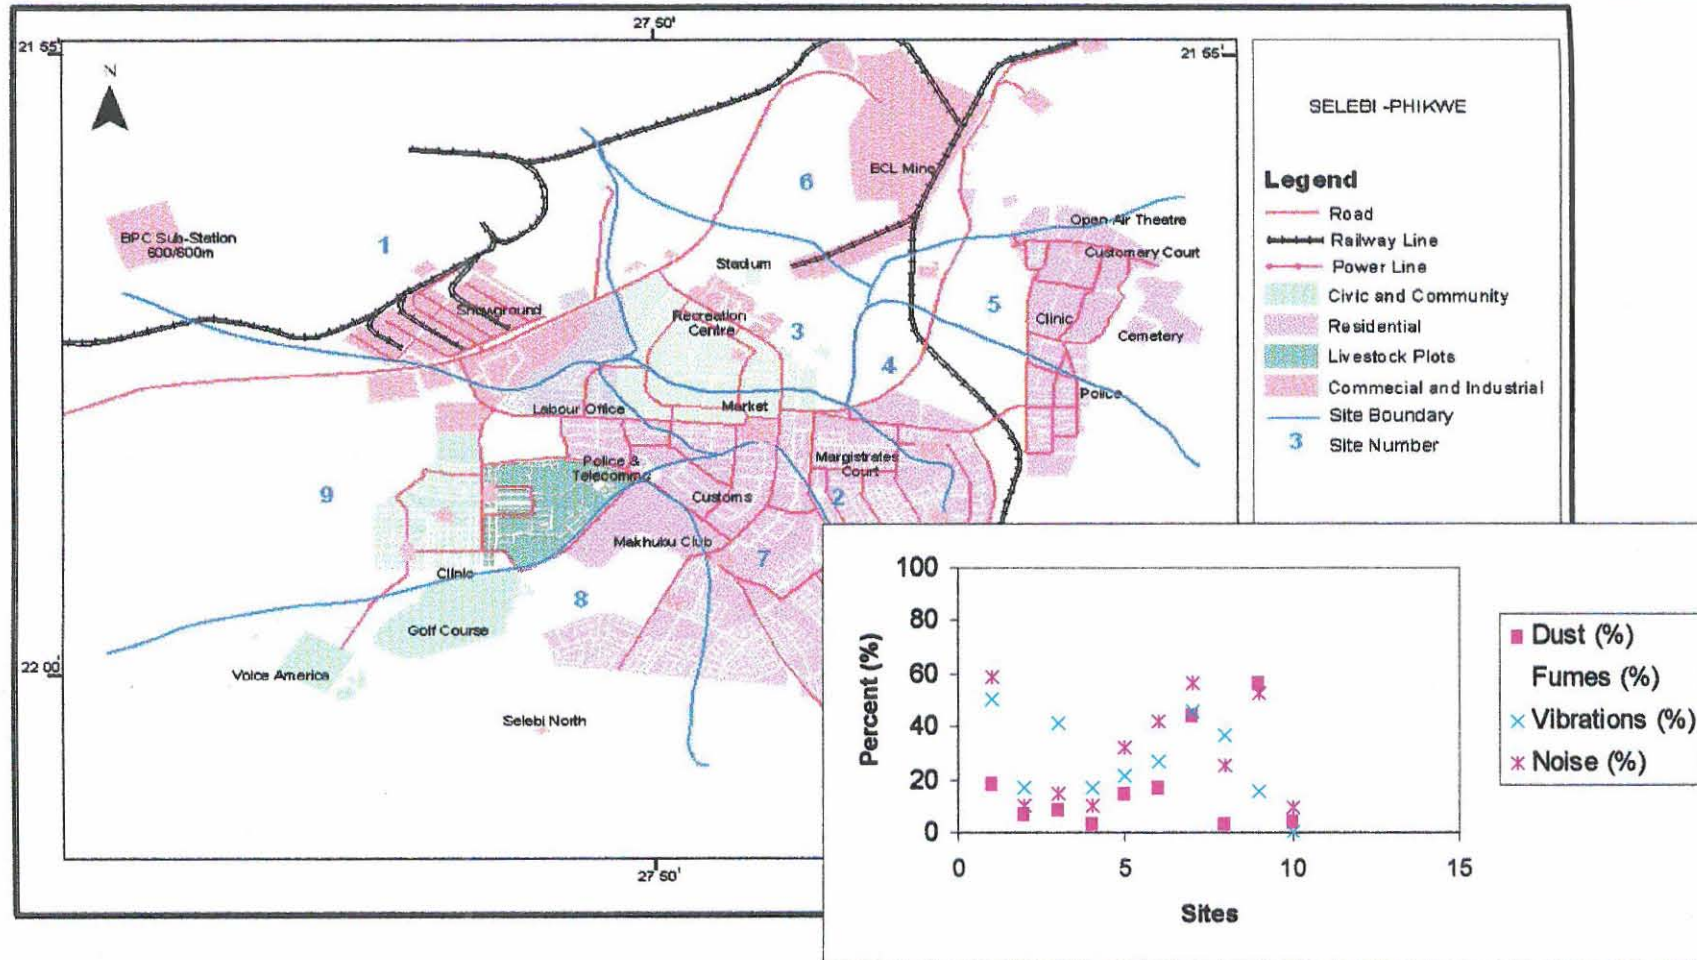 27 50'
21 55'
21 55'
N
SELEBI -PHIKWE
Legend
Road
Railway Line
Power Line
Civic and Community
Residential
Livestock Plots
Commecial and Industrial
Site Boundary
3
Site Number
BCL Mine
6
Open Air Theatre
Customary Court
BPC Sub-Station
600/600m
1
Stadium
5
Showground
Recreation
Centre
3
Clinic
Cemetery
4
Police
Labour Office
Market
Police &
Telecomms
Margistrates
Court
9
Customs
2
Makhubu Club
7
Clinic
8
Golf Course
22 00'
Voice America
Selebi North
27 50'
100
80
60
40
20
0
Percent (%)
0
5
10
15
Sites
Dust (%)
Fumes (%)
Vibrations (%)
Noise (%)